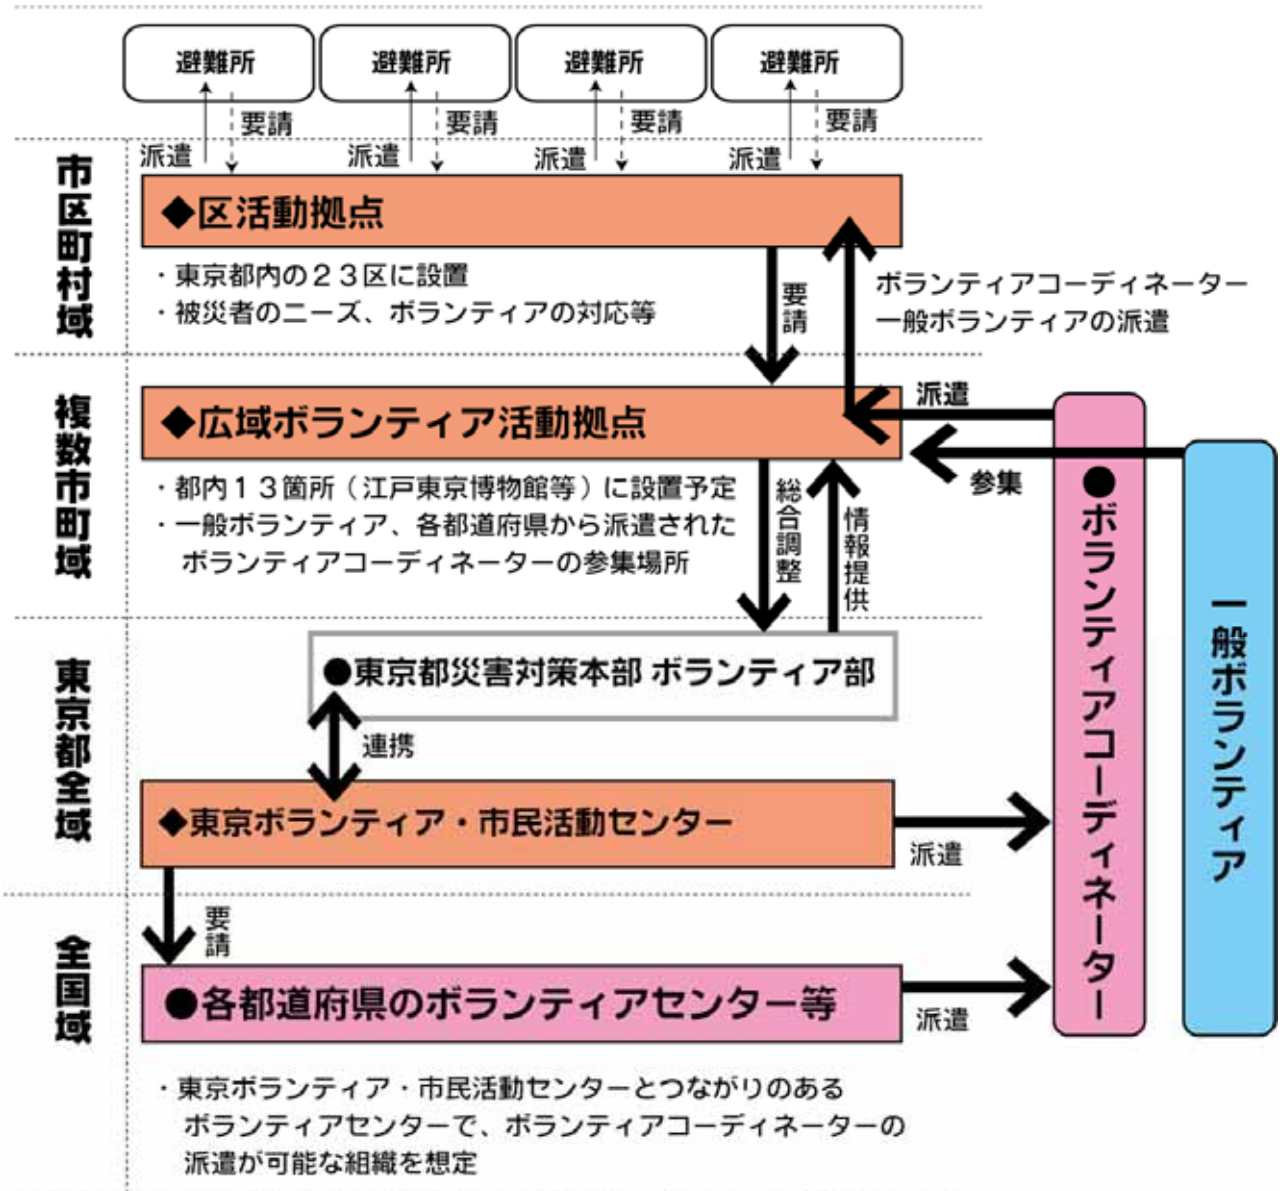 避難所
避難所
避難所
避難所
要請
要請
要請
要請
派遣
派遣
派遣
派遣
市区町村域
◆区活動拠点
・東京都内の23区に設置
・被災者のニーズ、ボランティアの対応等
要請
ボランティアコーディネーター
一般ボランティアの派遣
複数市町域
◆広域ボランティア活動拠点
派遣
参集
・都内13箇所(江戸東京博物館等)に設置予定
・一般ボランティア、各都道府県から派遣された
ボランティアコーディネーターの参集場所
総合調整
情報提供
●ボランティアコーディネーター
一般ボランティア
東京都全域
●東京都災害対策本部 ボランティア部
連携
◆東京ボランティア・市民活動センター
派遣
全国域
要請
●各都道府県のボランティアセンター等
派遣
・東京ボランティア・市民活動センターとつながりのある
ボランティアセンターで、ボランティアコーディネーターの
派遣が可能な組織を想定